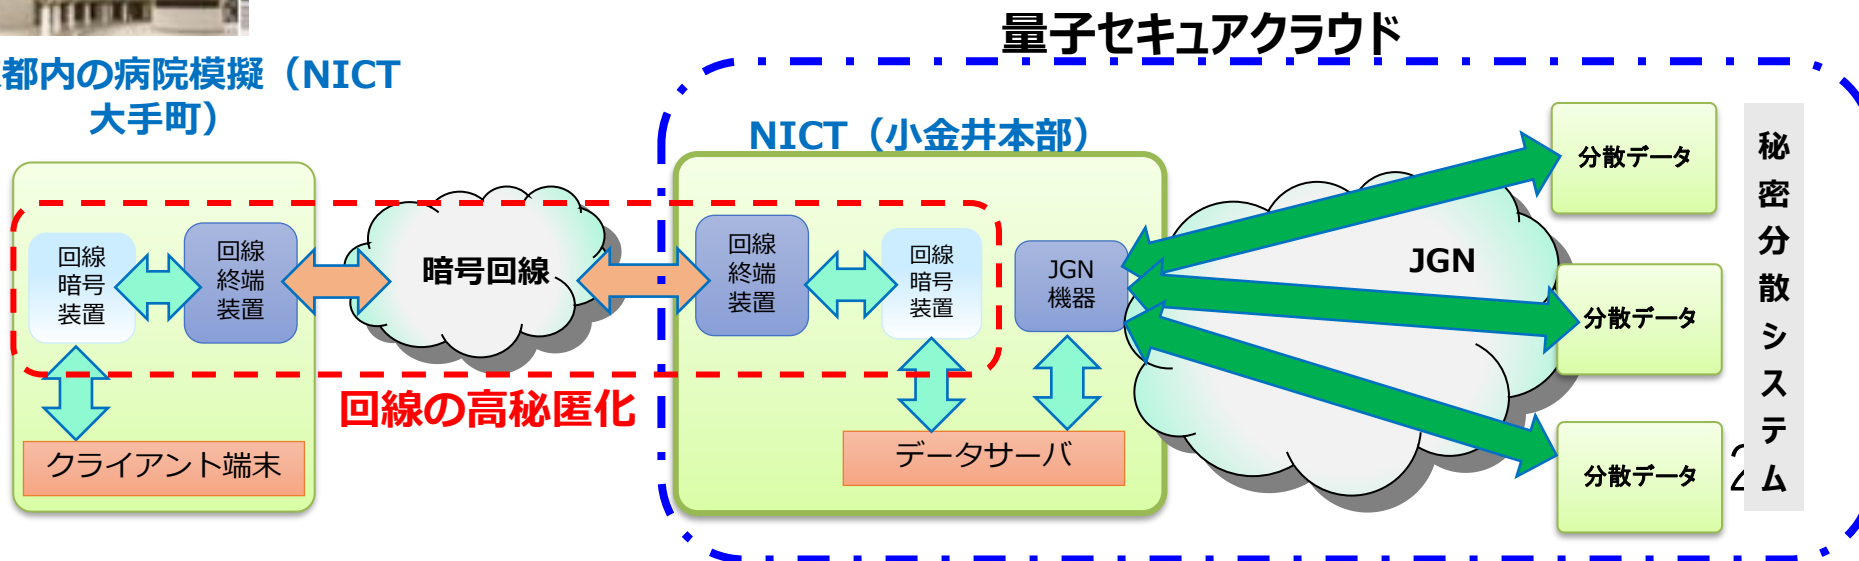 量子セキュアクラウド
都内の病院模擬（NICT
大手町）
NICT（小金井本部）
回線
暗号
装置
回線
終端
装置
暗号回線
回線
終端
装置
回線
暗号
装置
JGN
機器
JGN
分散データ
分散データ
分散データ
秘
密
分
散
シ
ス
テ
ム
回線の高秘匿化
クライアント端末
データサーバ